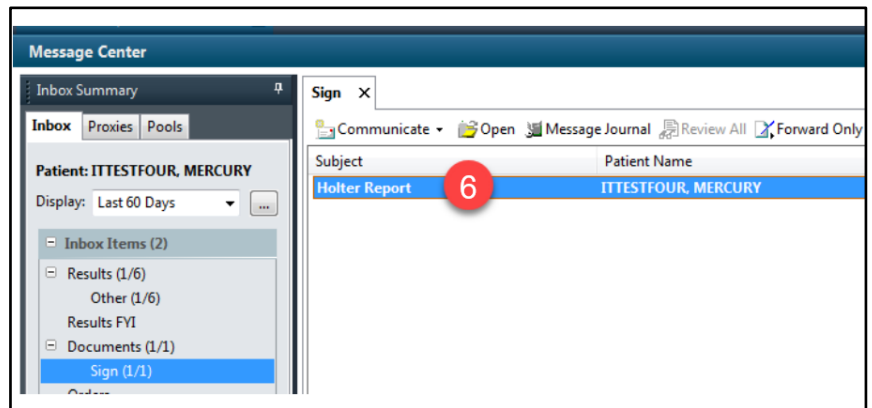 Message Center
Inbox Summary
Inbox Proxies Pools
Patient: ITTESTFOUR, MERCURY
Display: Last 60 Days ...
Inbox Items (2)
Results (1/6)
Other (1/6)
Results FYI
Documents (1/1)
Sign (1/1)
Sign X
Communicate Open Message Journal Review All Forward Only
Subject Patient Name
Holter Report 6 ITTESTFOUR, MERCURY